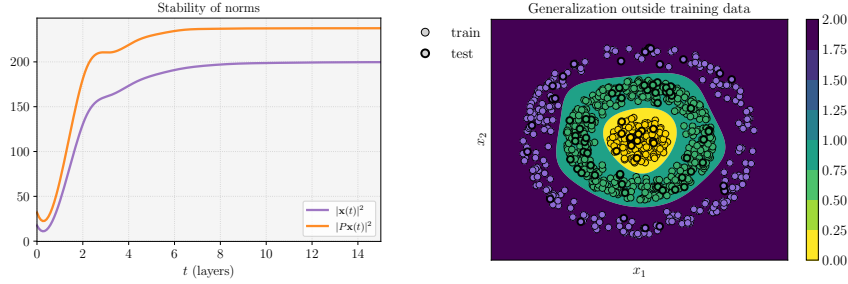 Stability of norms
200
150
100
50
0
0 2 4 6 8 10 12 14
t (layers)
|x(t)|²
|Px(t)|²
Generalization outside training data
train
test
x₂
x₁
2.00
1.75
1.50
1.25
1.00
0.75
0.50
0.25
0.00